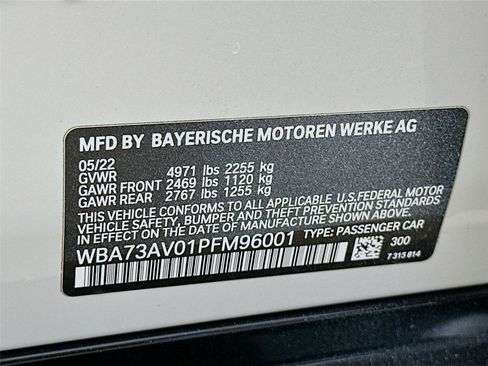 MFD BY BAYERISCHE MOTOREN WERKE AG
05/22
GVWR 4971 lbs 2255 kg
GAWR FRONT 2469 lbs 1120 kg
GAWR REAR 2767 lbs 1255 kg
THIS VEHICLE CONFORMS TO ALL APPLICABLE U.S.FEDERAL MOTOR
VEHICLE SAFETY, BUMPER, AND THEFT PREVENTION STANDARDS
IN EFFECT ON THE DATE OF MANUFACTURE SHOWN ABOVE.
WBA73AV01PFM96001 TYPE: PASSENGER CAR
300
7 315 814